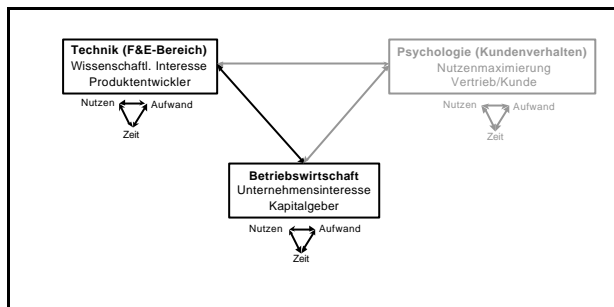 Technik (F&E-Bereich)
Wissenschaftl. Interesse
Produktentwickler
Nutzen
Aufwand
Zeit
Psychologie (Kundenverhalten)
Nutzenmaximierung
Vertrieb/Kunde
Nutzen
Aufwand
Zeit
Betriebswirtschaft
Unternehmensinteresse
Kapitalgeber
Nutzen
Aufwand
Zeit